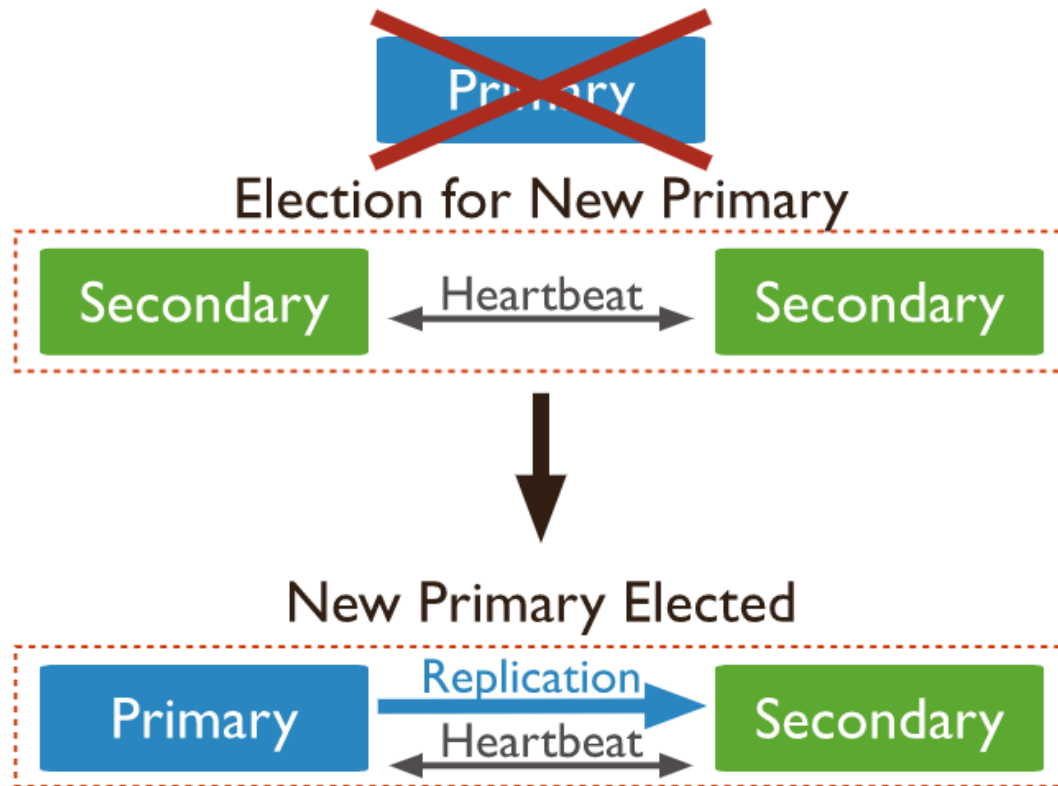 Primary
Election for New Primary
Secondary Heartbeat Secondary
New Primary Elected
Replication
Primary Secondary
Heartbeat